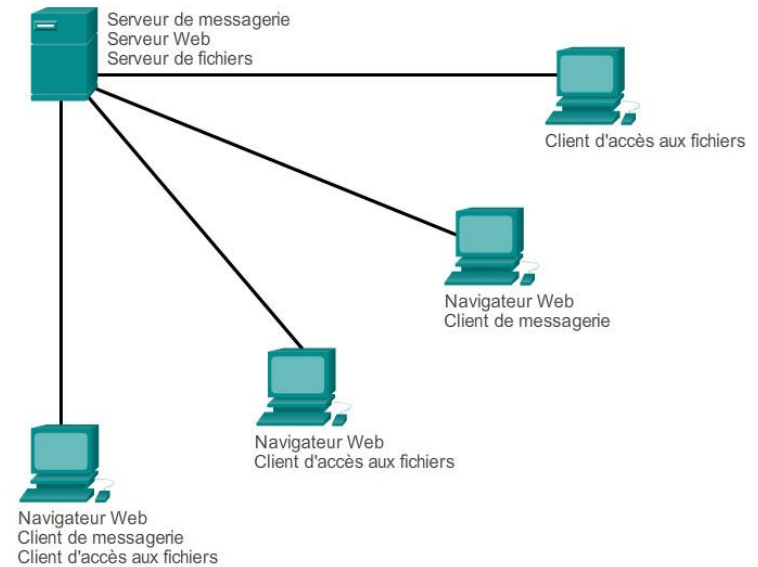 Serveur de messagerie
Serveur Web
Serveur de fichiers
Client d'accès aux fichiers
Navigateur Web
Client de messagerie
Navigateur Web
Client d'accès aux fichiers
Navigateur Web
Client de messagerie
Client d'accès aux fichiers